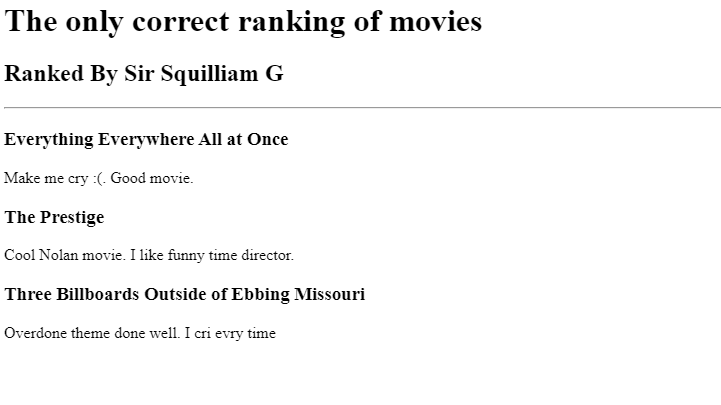 The only correct ranking of movies
Ranked By Sir Squilliam G
Everything Everywhere All at Once
Make me cry :(. Good movie.
The Prestige
Cool Nolan movie. I like funny time director.
Three Billboards Outside of Ebbing Missouri
Overdone theme done well. I cri evry time